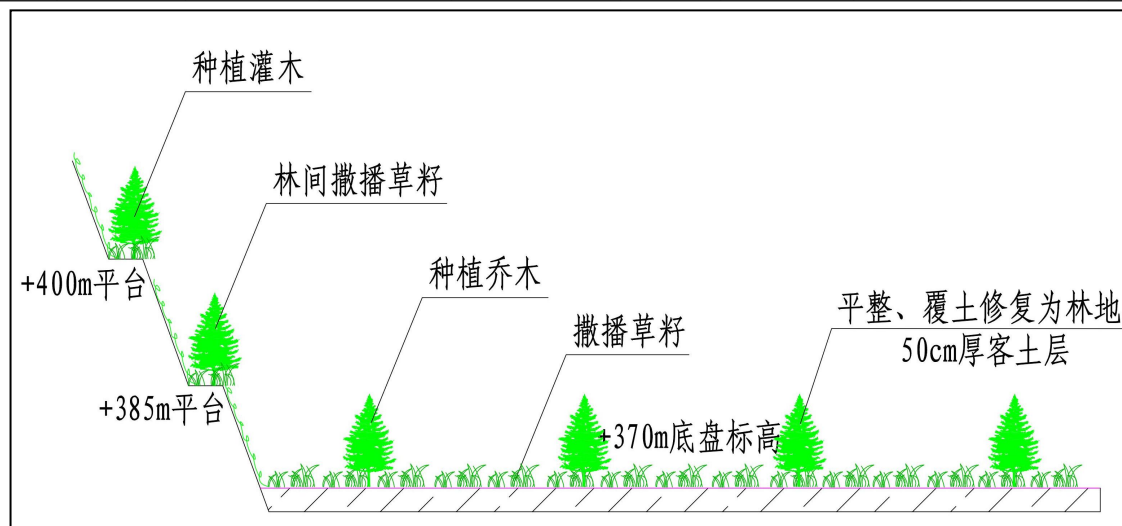 种植灌木
林间撒播草籽
+400m平台
种植乔木
平整、覆土修复为林地
撒播草籽
50cm厚客土层
+385m平台
+370m底盘标高